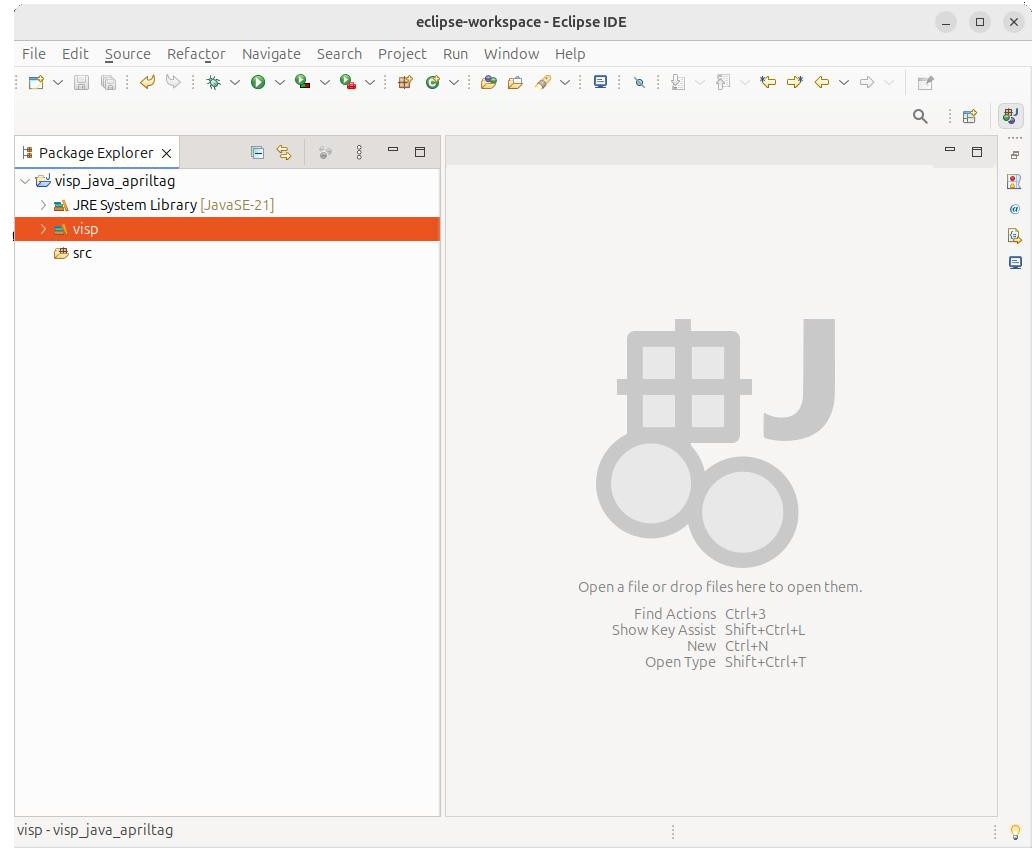 eclipse-workspace - Eclipse IDE
File Edit Source Refactor Navigate Search Project Run Window Help
Package Explorer
visp_java_apriltag
JRE System Library [JavaSE-21]
visp
src
J
Open a file or drop files here to open them.
Find Actions Ctrl+3
Show Key Assist Shift+Ctrl+L
New Ctrl+N
Open Type Shift+Ctrl+T
visp - visp_java_apriltag